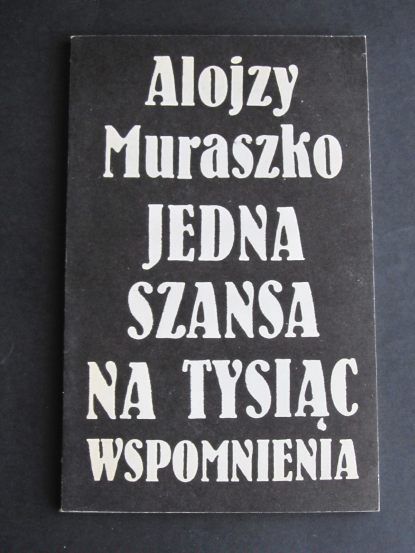 Alojzy
Muraszko
JEDNA
SZANSA
NA TYSIĄC
WSPOMNIENIA